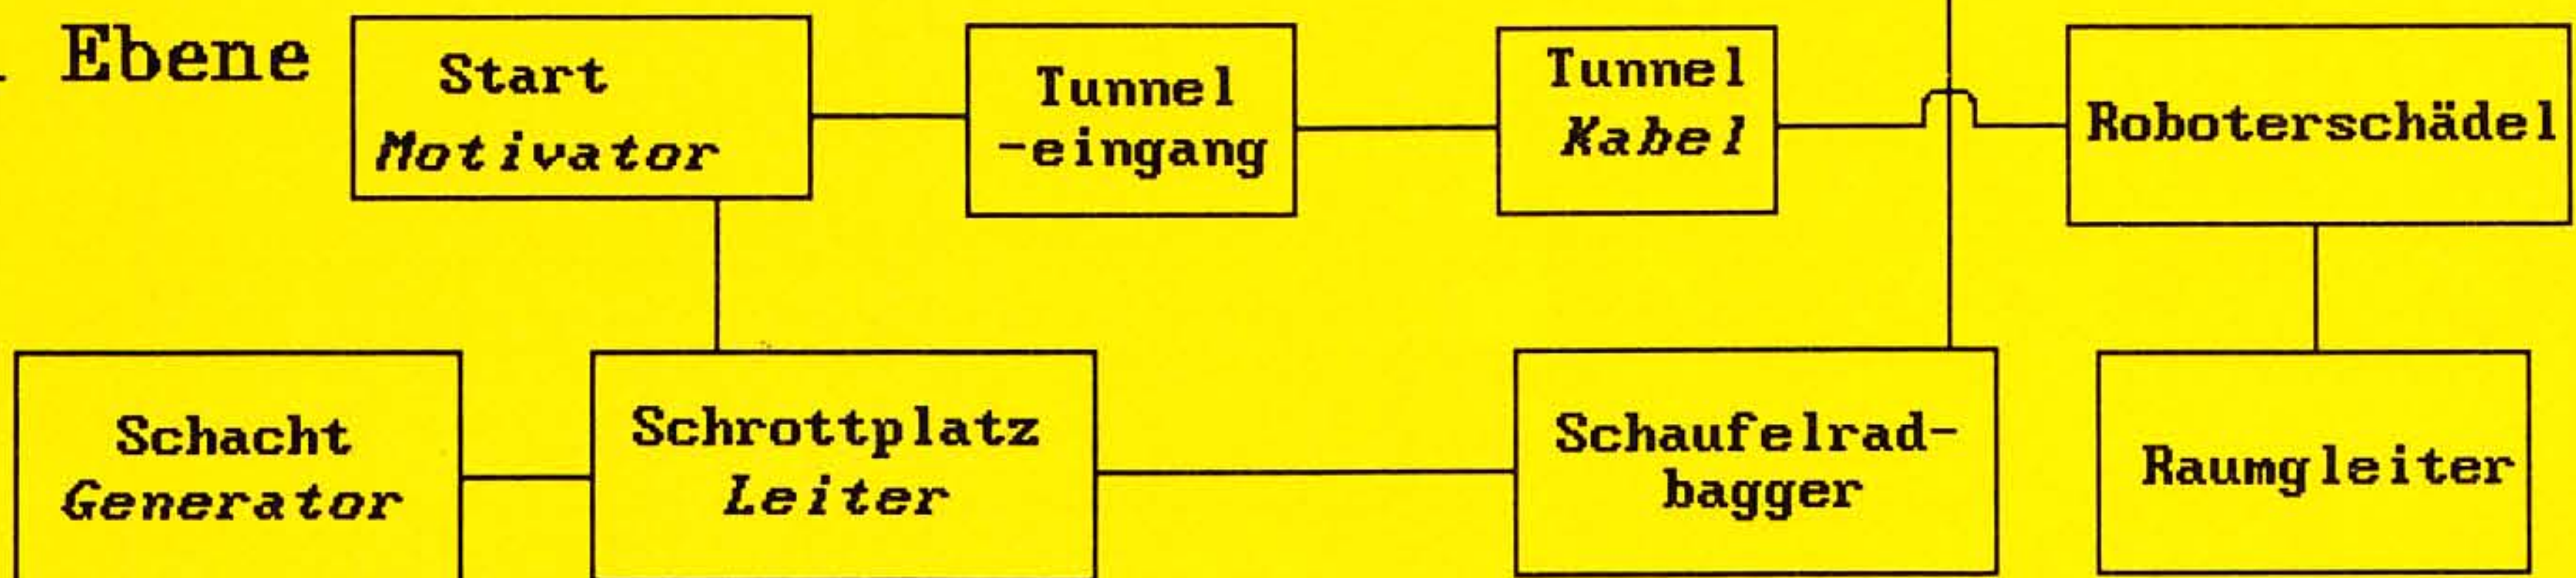 Ebene
Start
Motivator
Tunnel
-eingang
Tunnel
Kabel
Roboterschädel
Schacht
Generator
Schrottplatz
Leiter
Schaufelrad-
bagger
Raumgleiter